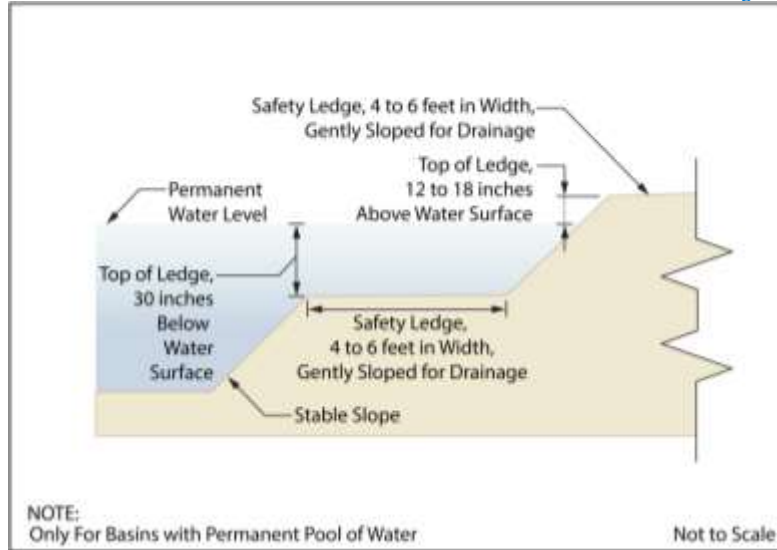 Safety Ledge, 4 to 6 feet in Width,
Gently Sloped for Drainage
Top of Ledge,
12 to 18 inches
Above Water Surface
Permanent
Water Level
Top of Ledge,
30 inches
Below
Water
Surface
Safety Ledge,
4 to 6 feet in Width,
Gently Sloped for Drainage
Stable Slope
NOTE:
Only For Basins with Permanent Pool of Water
Not to Scale